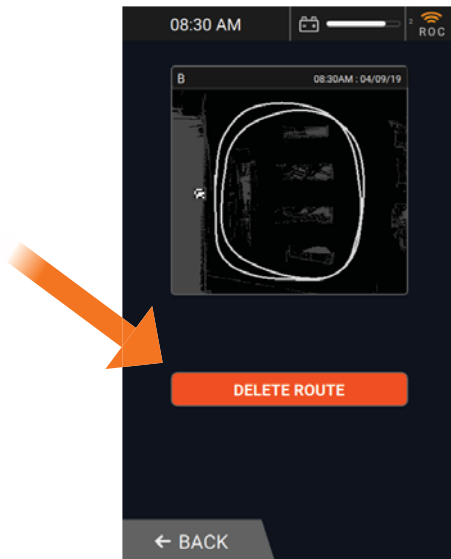 08:30 AM
2
ROC
B 08:30AM : 04/09/19
DELETE ROUTE
← BACK